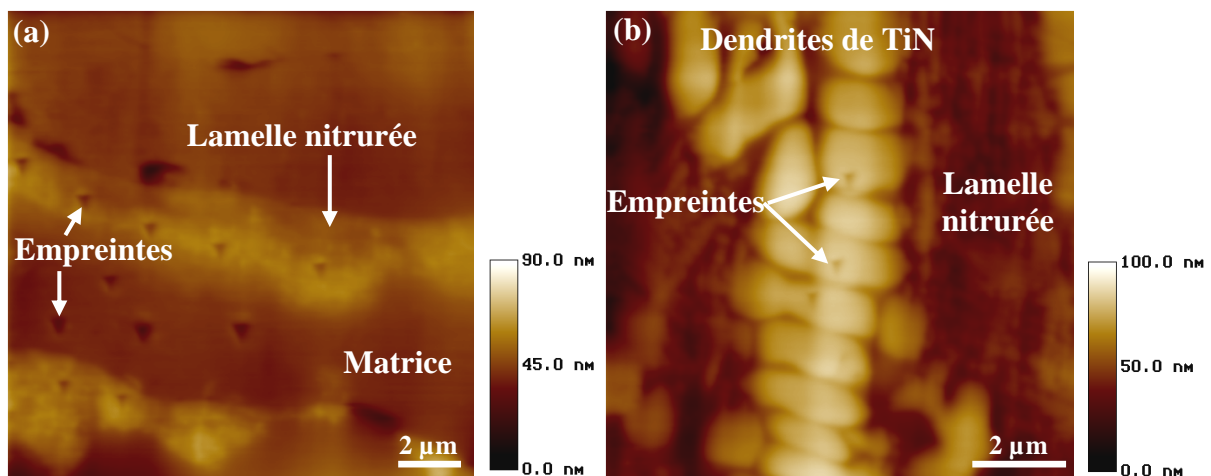 (a)
Lamelle nitrurée
Empreintes
Matrice
2 µm
90.0 nm
45.0 nm
0.0 nm
(b)
Dendrites de TiN
Empreintes
Lamelle
nitrurée
2 µm
100.0 nm
50.0 nm
0.0 nm